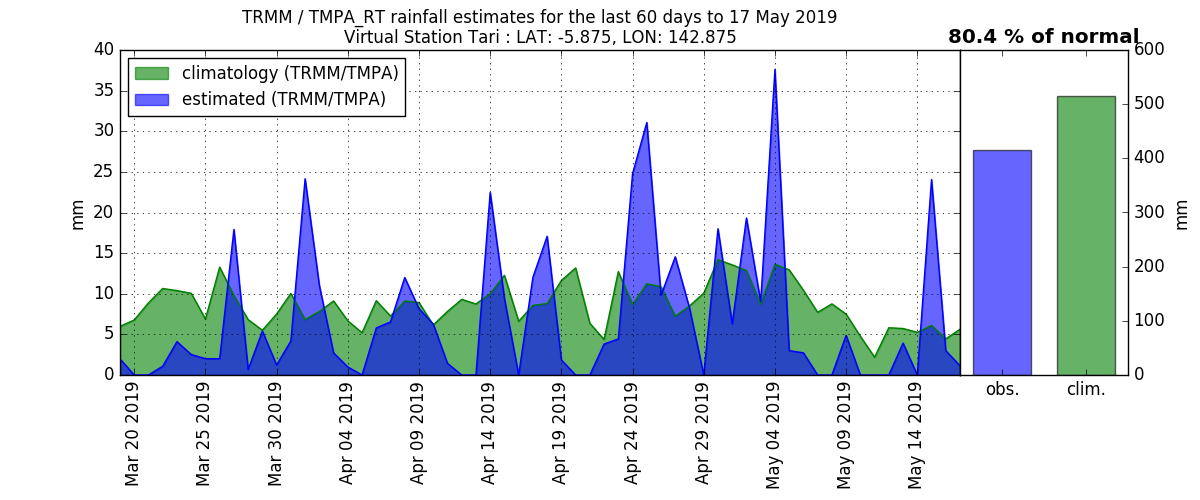 TRMM / TMPA_RT rainfall estimates for the last 60 days to 17 May 2019
Virtual Station Tari : LAT: -5.875, LON: 142.875
80.4 % of normal
climatology (TRMM/TMPA)
estimated (TRMM/TMPA)
40
35
30
25
20
15
10
5
0
mm
Mar 20 2019
Mar 25 2019
Mar 30 2019
Apr 04 2019
Apr 09 2019
Apr 14 2019
Apr 19 2019
Apr 24 2019
Apr 29 2019
May 04 2019
May 09 2019
May 14 2019
obs.
clim.
600
500
400
300
200
100
0
mm